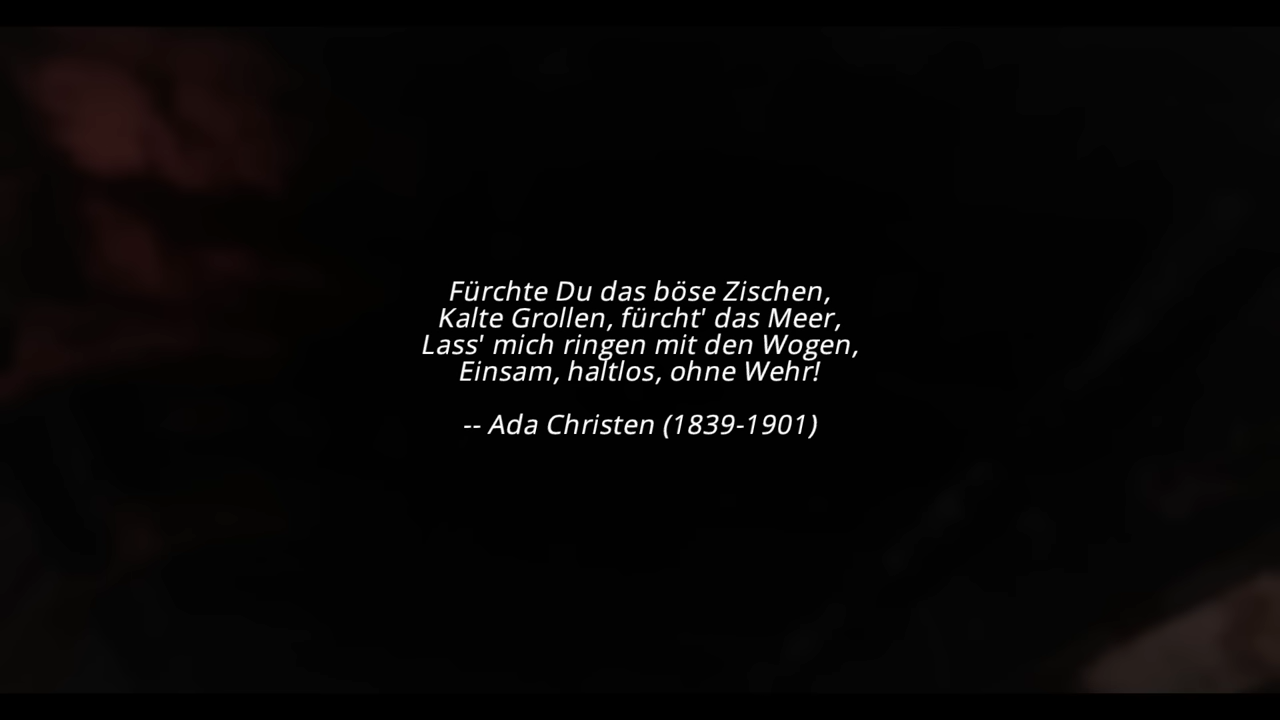 Fürchte Du das böse Zischen,
Kalte Grollen, fürcht' das Meer,
Lass' mich ringen mit den Wogen,
Einsam, haltlos, ohne Wehr!
-- Ada Christen (1839-1901)